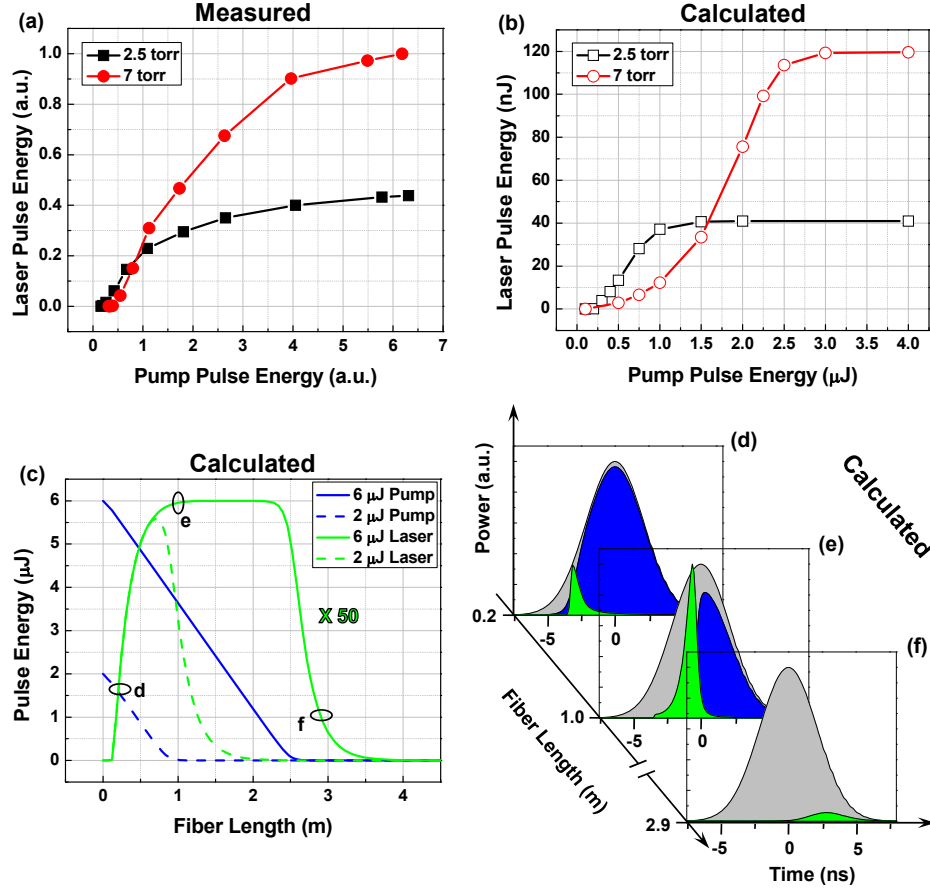 Measured
(a)
2.5 torr
7 torr
1.0
0.8
0.6
0.4
0.2
0.0
Laser Pulse Energy (a.u.)
0 1 2 3 4 5 6 7
Pump Pulse Energy (a.u.)
Calculated
(b)
2.5 torr
7 torr
120
100
80
60
40
20
0
Laser Pulse Energy (nJ)
0.0 0.5 1.0 1.5 2.0 2.5 3.0 3.5 4.0
Pump Pulse Energy (μJ)
Calculated
(c)
6 μJ Pump
2 μJ Pump
6 μJ Laser
2 μJ Laser
e
X 50
d
f
6
5
4
3
2
1
0
Pulse Energy (μJ)
0 1 2 3 4
Fiber Length (m)
Calculated
(d)
Power (a.u.)
0.2
-5 0
(e)
1.0
-5 0
(f)
2.9
-5 0 5
Fiber Length (m)
Time (ns)